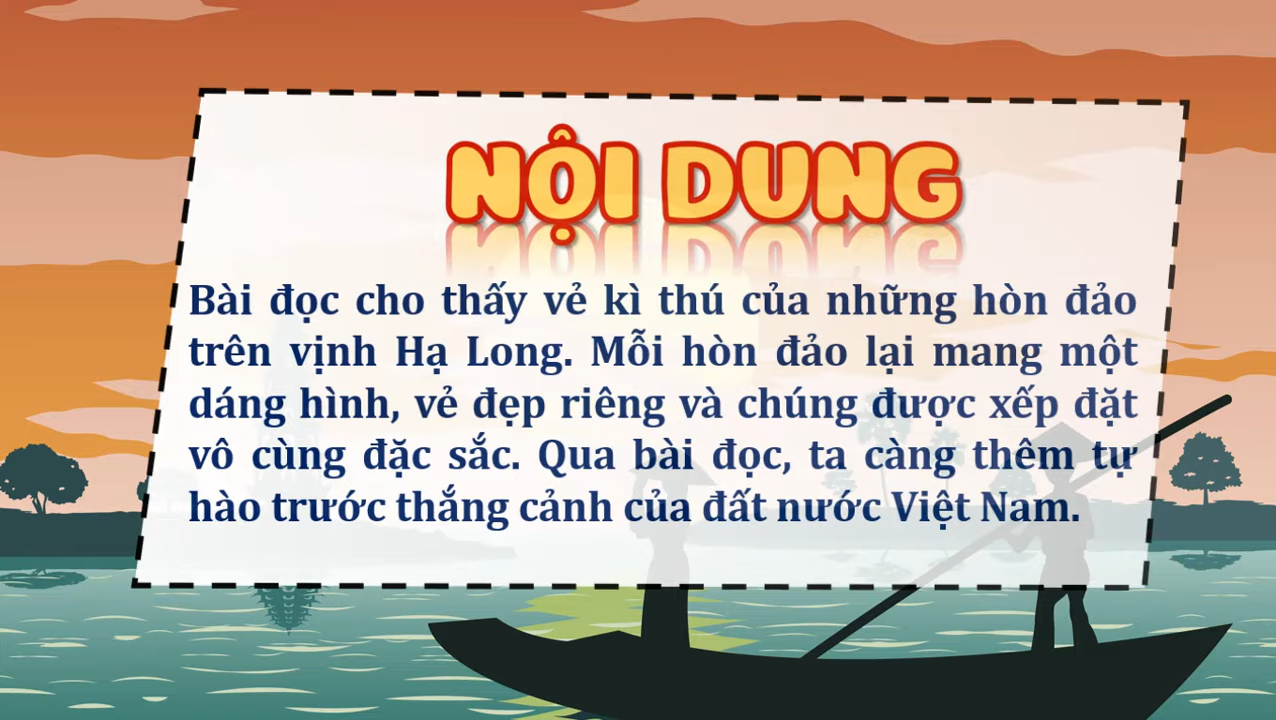 NỘI DUNG
Bài đọc cho thấy vẻ kì thú của những hòn đảo
trên vịnh Hạ Long. Mỗi hòn đảo lại mang một
dáng hình, vẻ đẹp riêng và chúng được xếp đặt
vô cùng đặc sắc. Qua bài đọc, ta càng thêm tự
hào trước thắng cảnh của đất nước Việt Nam.